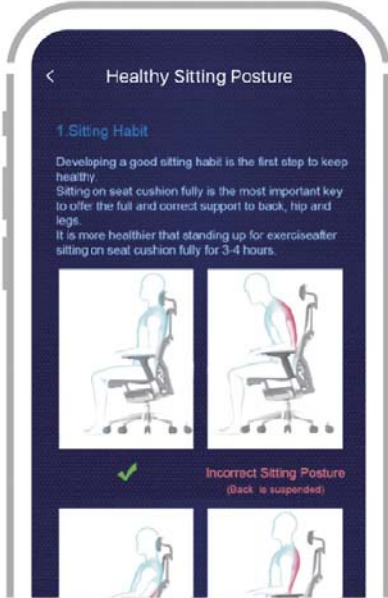 Healthy Sitting Posture
1.Sitting Habit
Developing a good sitting habit is the first step to keep
healthy.
Sitting on seat cushion fully is the most important key
to offer the full and correct support to back, hip and
legs.
It is more healthier that standing up for exerciseafter
sitting on seat cushion fully for 3-4 hours.
Incorrect Sitting Posture
(Back is suspended)